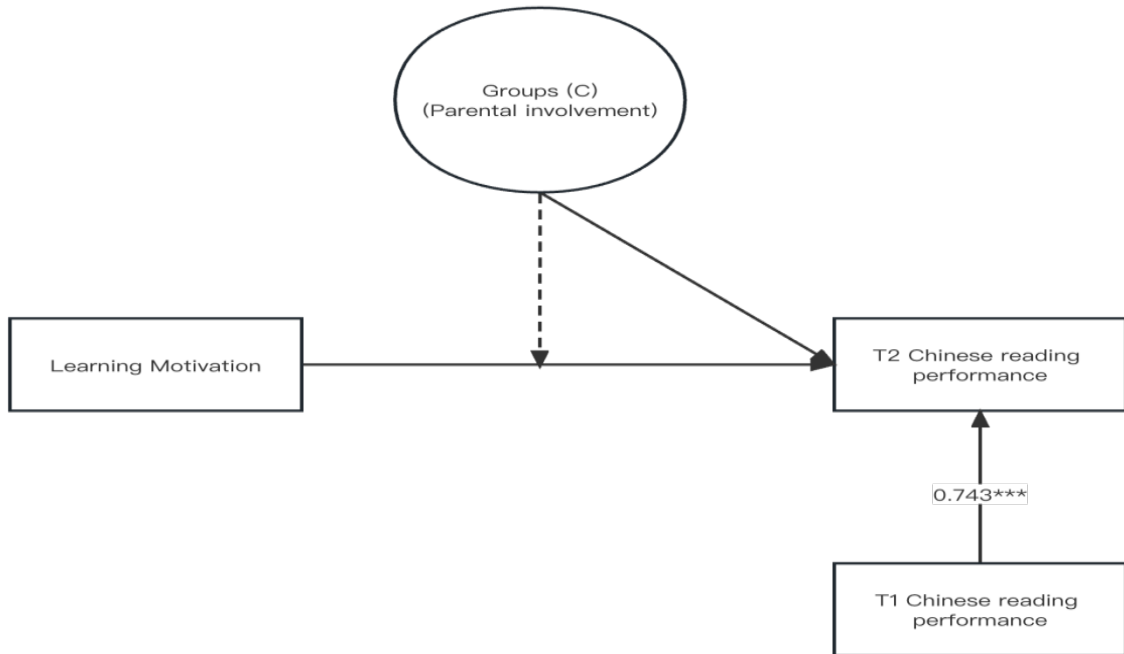 Groups (C)
(Parental involvement)
Learning Motivation
T2 Chinese reading
performance
0.743***
T1 Chinese reading
performance